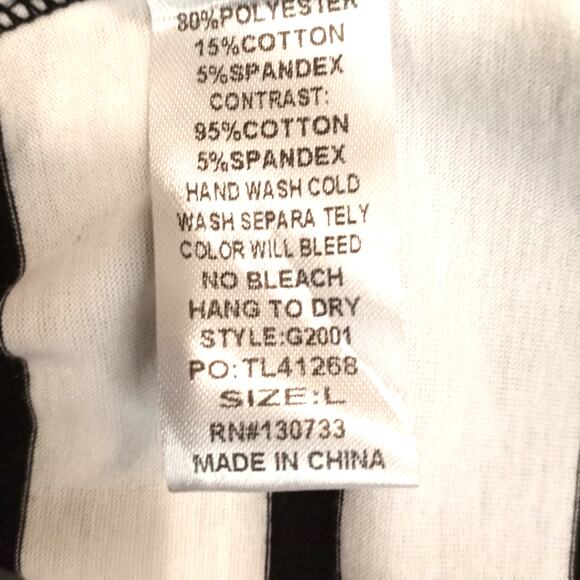 80%POLYESTER
15%COTTON
5%SPANDEX
CONTRAST:
95%COTTON
5%SPANDEX
HAND WASH COLD
WASH SEPARA TELY
COLOR WILL BLEED
NO BLEACH
HANG TO DRY
STYLE:G2001
PO:TL41268
SIZE:L
RN#130733
MADE IN CHINA